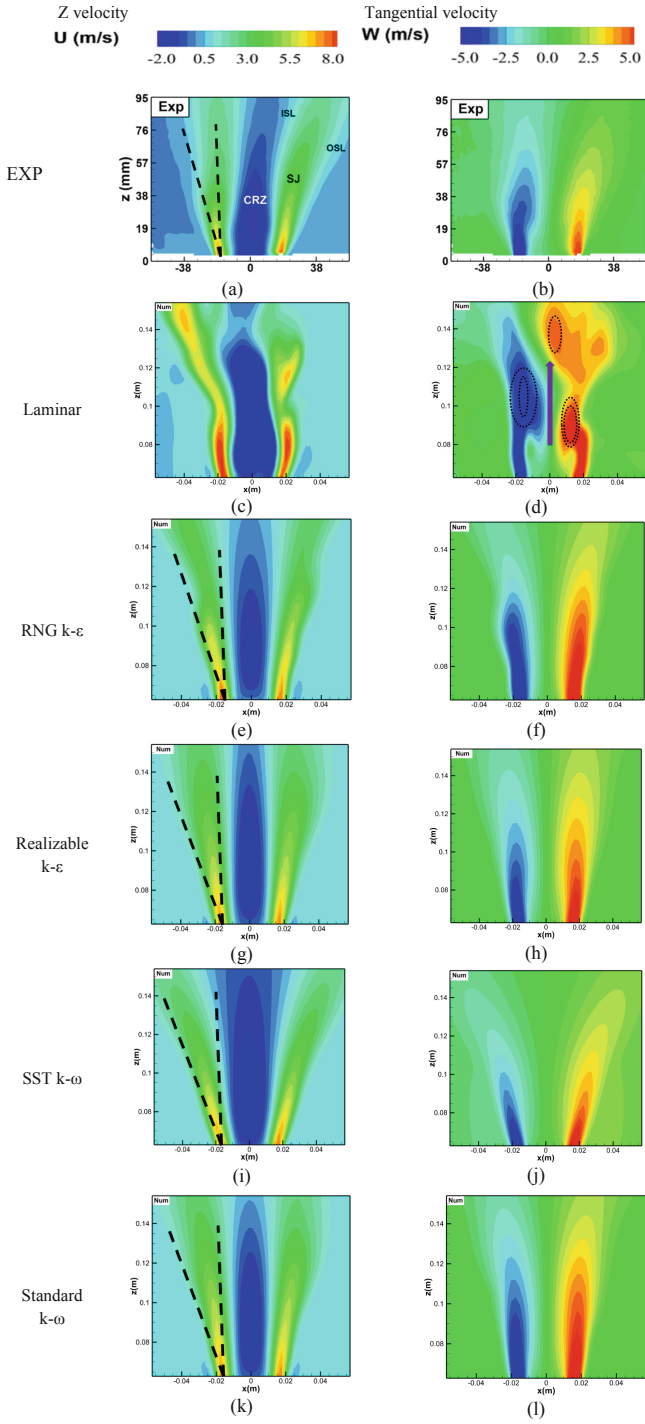 Z velocity Tangential velocity
U (m/s) W (m/s)
-2.0 0.5 3.0 5.5 8.0 -5.0 -2.5 0.0 2.5 5.0
EXP
Exp
ISL
OSL
SJ
CRZ
z (mm)
95
76
57
38
19
0
-38 0 38
(a)
Exp
95
76
57
38
19
0
-38 0 38
(b)
Laminar
Num
z(m)
0.14
0.12
0.1
0.08
-0.04 -0.02 0 0.02 0.04
x(m)
(c)
Num
z(m)
0.14
0.12
0.1
0.08
-0.04 -0.02 0 0.02 0.04
x(m)
(d)
RNG k-ε
Num
z(m)
0.14
0.12
0.1
0.08
-0.04 -0.02 0 0.02 0.04
x(m)
(e)
Num
z(m)
0.14
0.12
0.1
0.08
-0.04 -0.02 0 0.02 0.04
x(m)
(f)
Realizable
k-ε
Num
z(m)
0.14
0.12
0.1
0.08
-0.04 -0.02 0 0.02 0.04
x(m)
(g)
Num
z(m)
0.14
0.12
0.1
0.08
-0.04 -0.02 0 0.02 0.04
x(m)
(h)
SST k-ω
Num
z(m)
0.14
0.12
0.1
0.08
-0.04 -0.02 0 0.02 0.04
x(m)
(i)
Num
z(m)
0.14
0.12
0.1
0.08
-0.04 -0.02 0 0.02 0.04
x(m)
(j)
Standard
k-ω
Num
z(m)
0.14
0.12
0.1
0.08
-0.04 -0.02 0 0.02 0.04
x(m)
(k)
Num
z(m)
0.14
0.12
0.1
0.08
-0.04 -0.02 0 0.02 0.04
x(m)
(l)